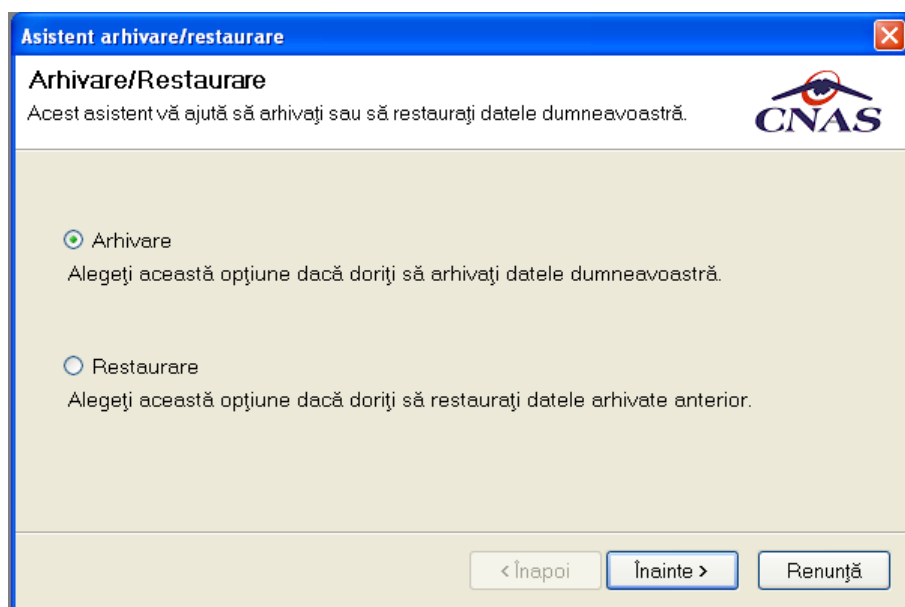 Asistent arhivare/restaurare
Arhivare/Restaurare
Acest asistent vă ajută să arhivaţi sau să restauraţi datele dumneavoastră.
CNAS
Arhivare
Alegeţi această opţiune dacă doriţi să arhivaţi datele dumneavoastră.
Restaurare
Alegeţi această opţiune dacă doriţi să restauraţi datele arhivate anterior.
< Înapoi
Înainte >
Renunţă